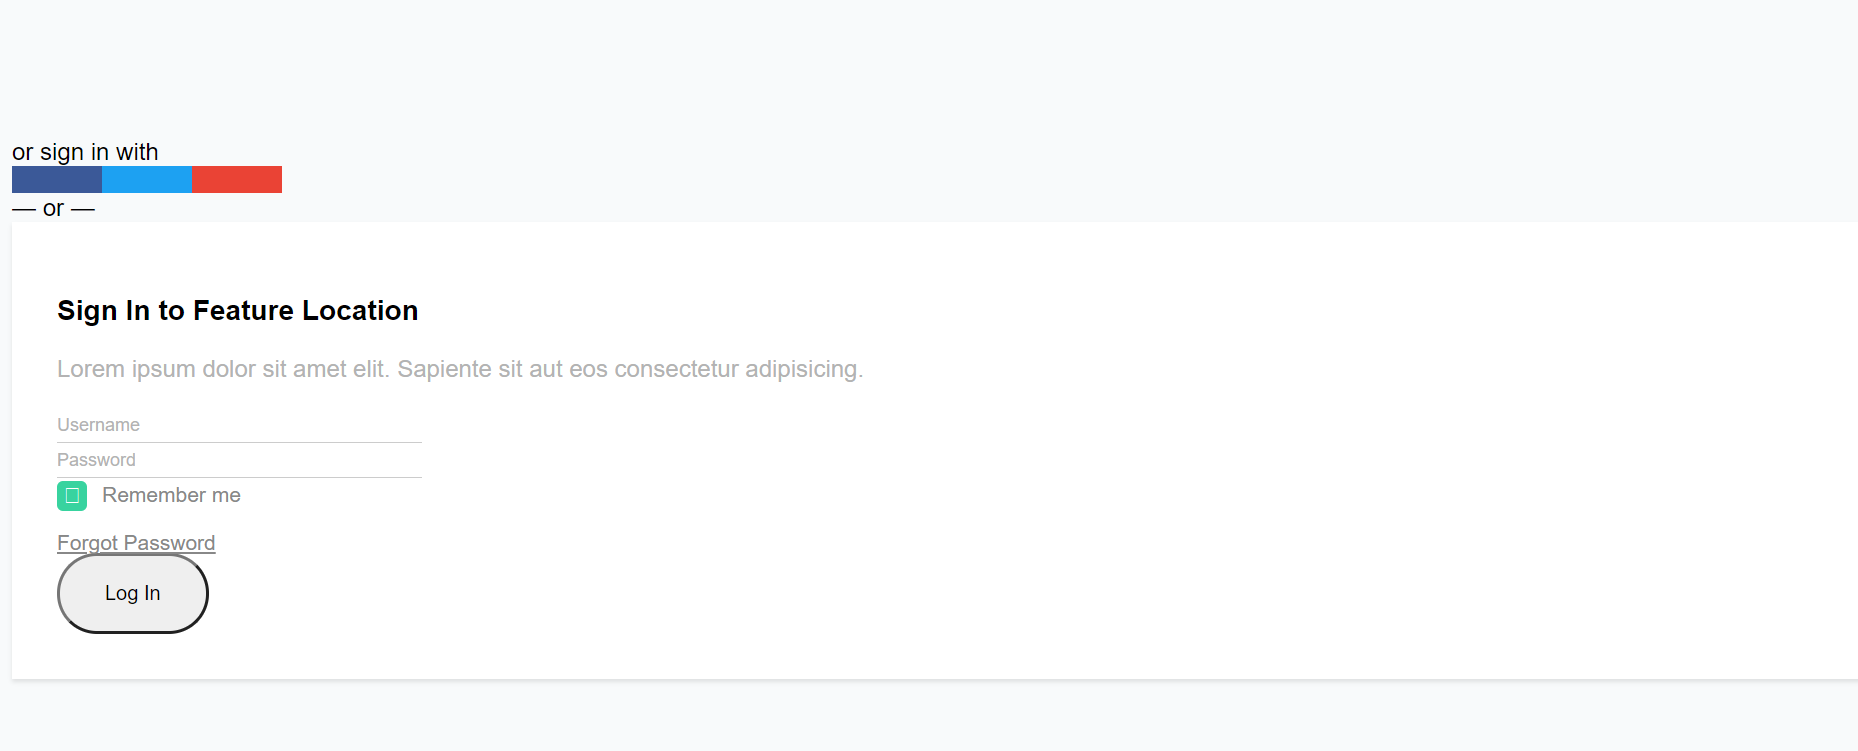 or sign in with
— or —
Sign In to Feature Location
Lorem ipsum dolor sit amet elit. Sapiente sit aut eos consectetur adipisicing.
Username
Password
Remember me
Forgot Password
Log In